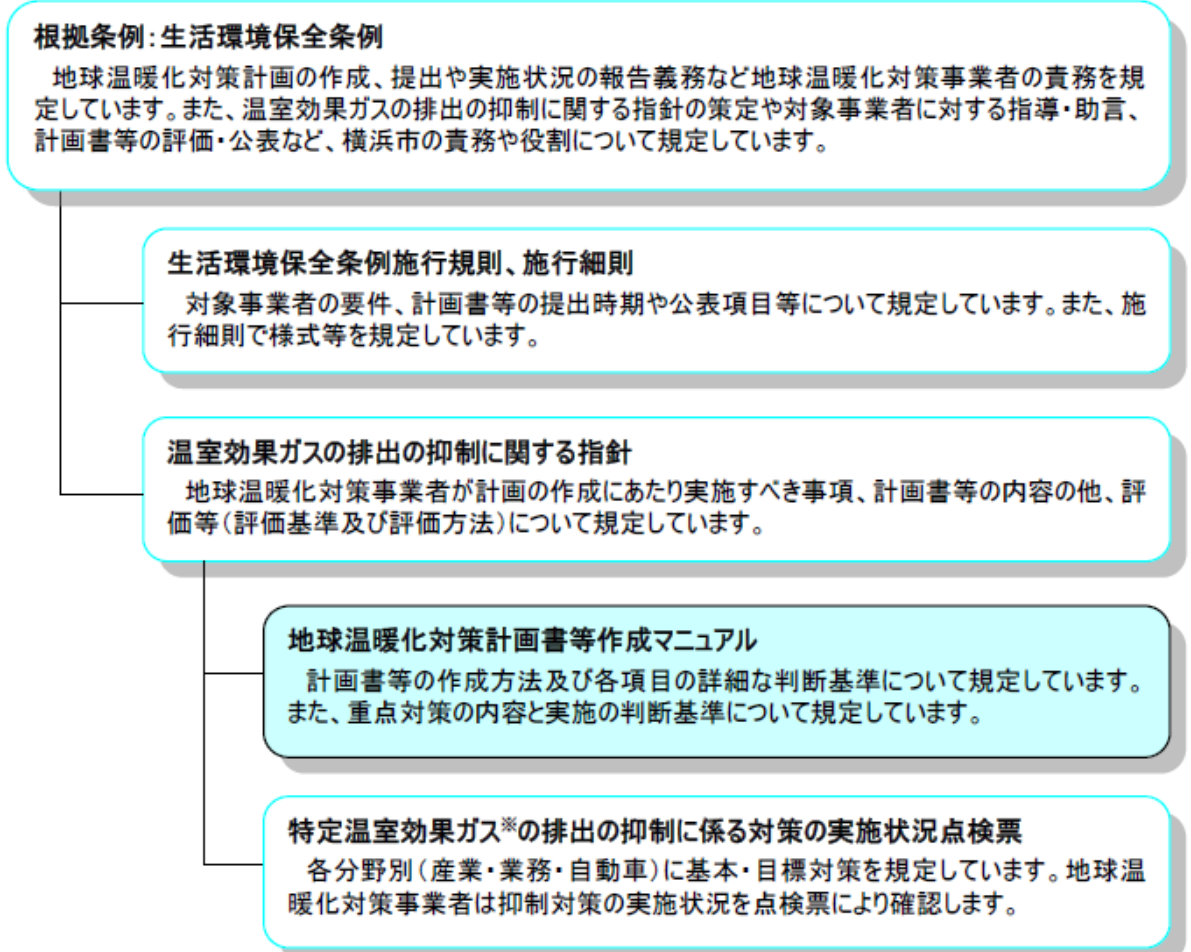 根拠条例:生活環境保全条例
地球温暖化対策計画の作成、提出や実施状況の報告義務など地球温暖化対策事業者の責務を規
定しています。また、温室効果ガスの排出の抑制に関する指針の策定や対象事業者に対する指導・助言、
計画書等の評価・公表など、横浜市の責務や役割について規定しています。
生活環境保全条例施行規則、施行細則
対象事業者の要件、計画書等の提出時期や公表項目等について規定しています。また、施
行細則で様式等を規定しています。
温室効果ガスの排出の抑制に関する指針
地球温暖化対策事業者が計画の作成にあたり実施すべき事項、計画書等の内容の他、評
価等(評価基準及び評価方法)について規定しています。
地球温暖化対策計画書等作成マニュアル
計画書等の作成方法及び各項目の詳細な判断基準について規定しています。
また、重点対策の内容と実施の判断基準について規定しています。
特定温室効果ガス※の排出の抑制に係る対策の実施状況点検票
各分野別(産業・業務・自動車)に基本・目標対策を規定しています。地球温
暖化対策事業者は抑制対策の実施状況を点検票により確認します。